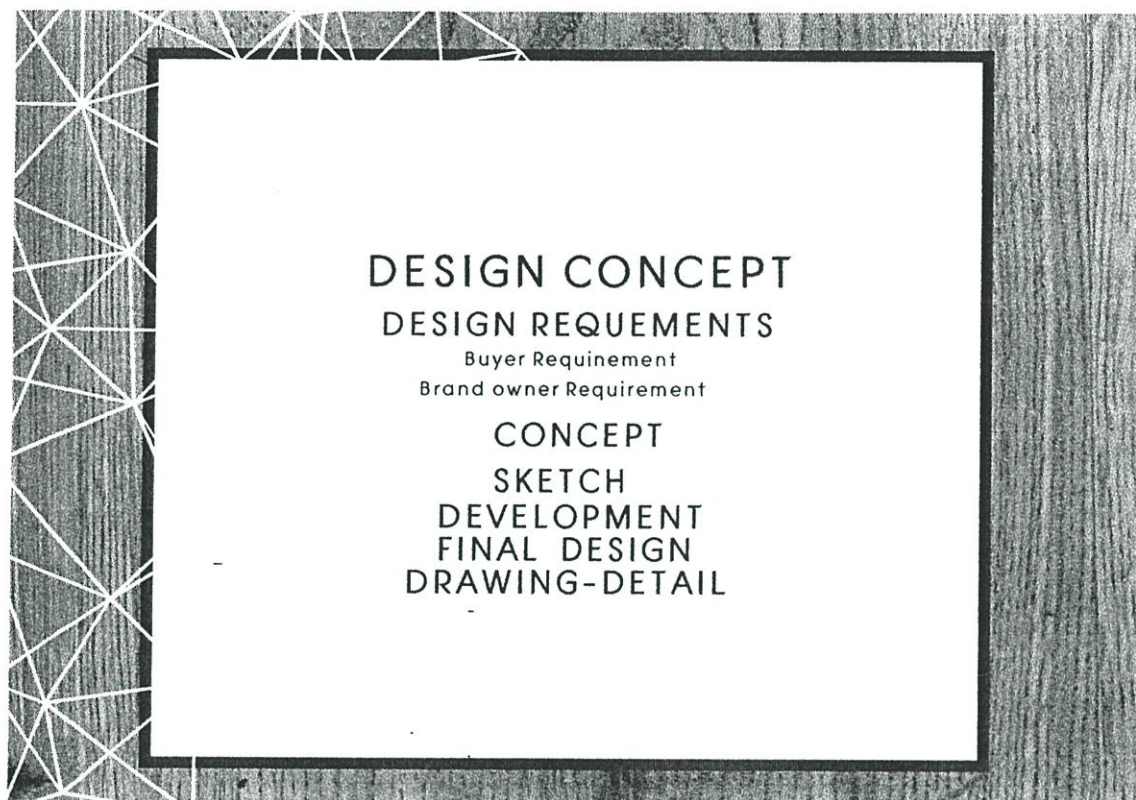 DESIGN CONCEPT
DESIGN REQUEMENTS
Buyer Requinement
Brand owner Requirement
CONCEPT
SKETCH
DEVELOPMENT
FINAL DESIGN
DRAWING-DETAIL